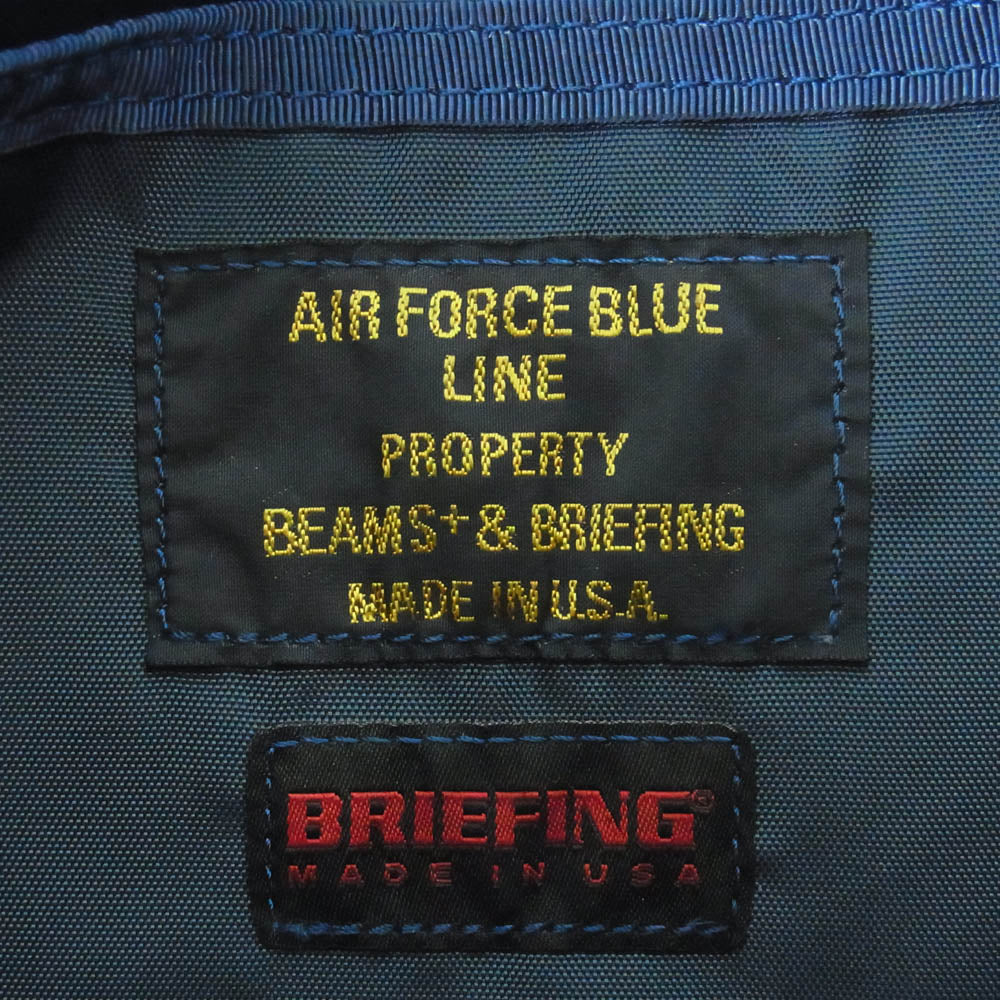 AIR FORCE BLUE
LINE
PROPERTY
BEAMS+ & BRIEFING
MADE IN U.S.A.
BRIEFING®
MADE IN USA